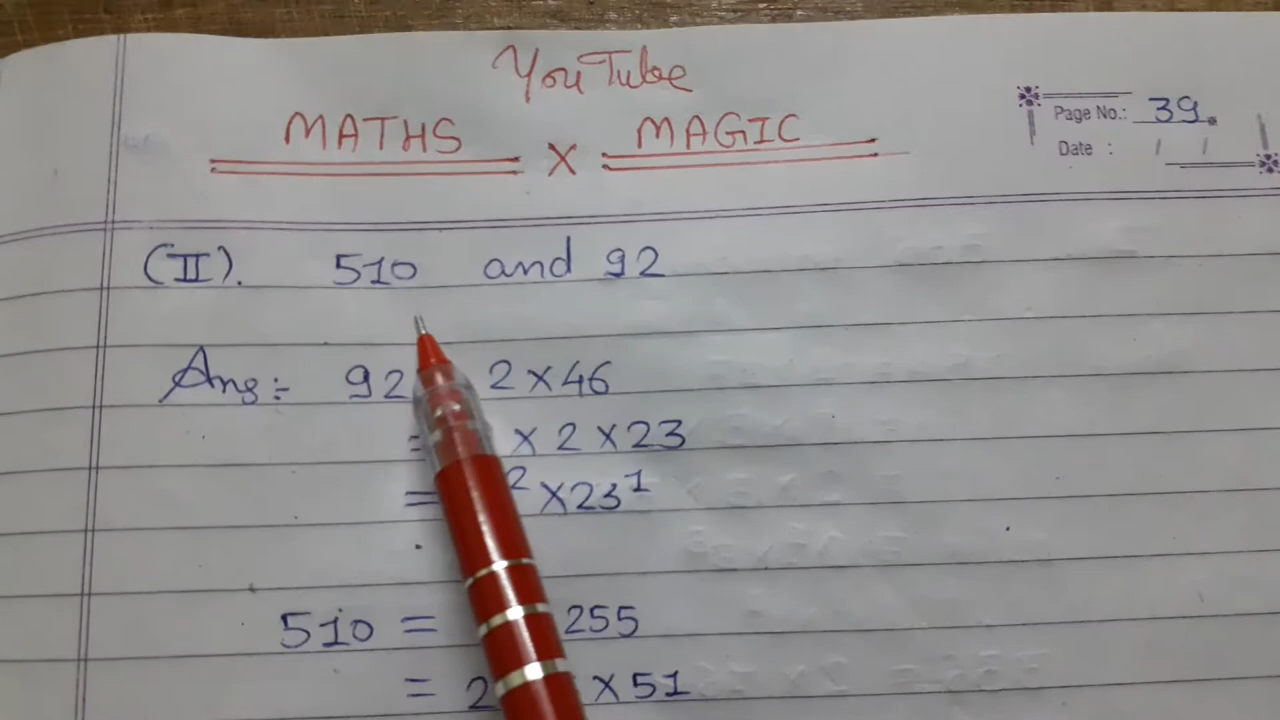 YouTube
MATHS x MAGIC
Page No.: 39.
Date : / /
(II). 510 and 92
Ans:- 92 2×46
= ×2×23
= ²×23¹
510 = 255
= 2 ×51